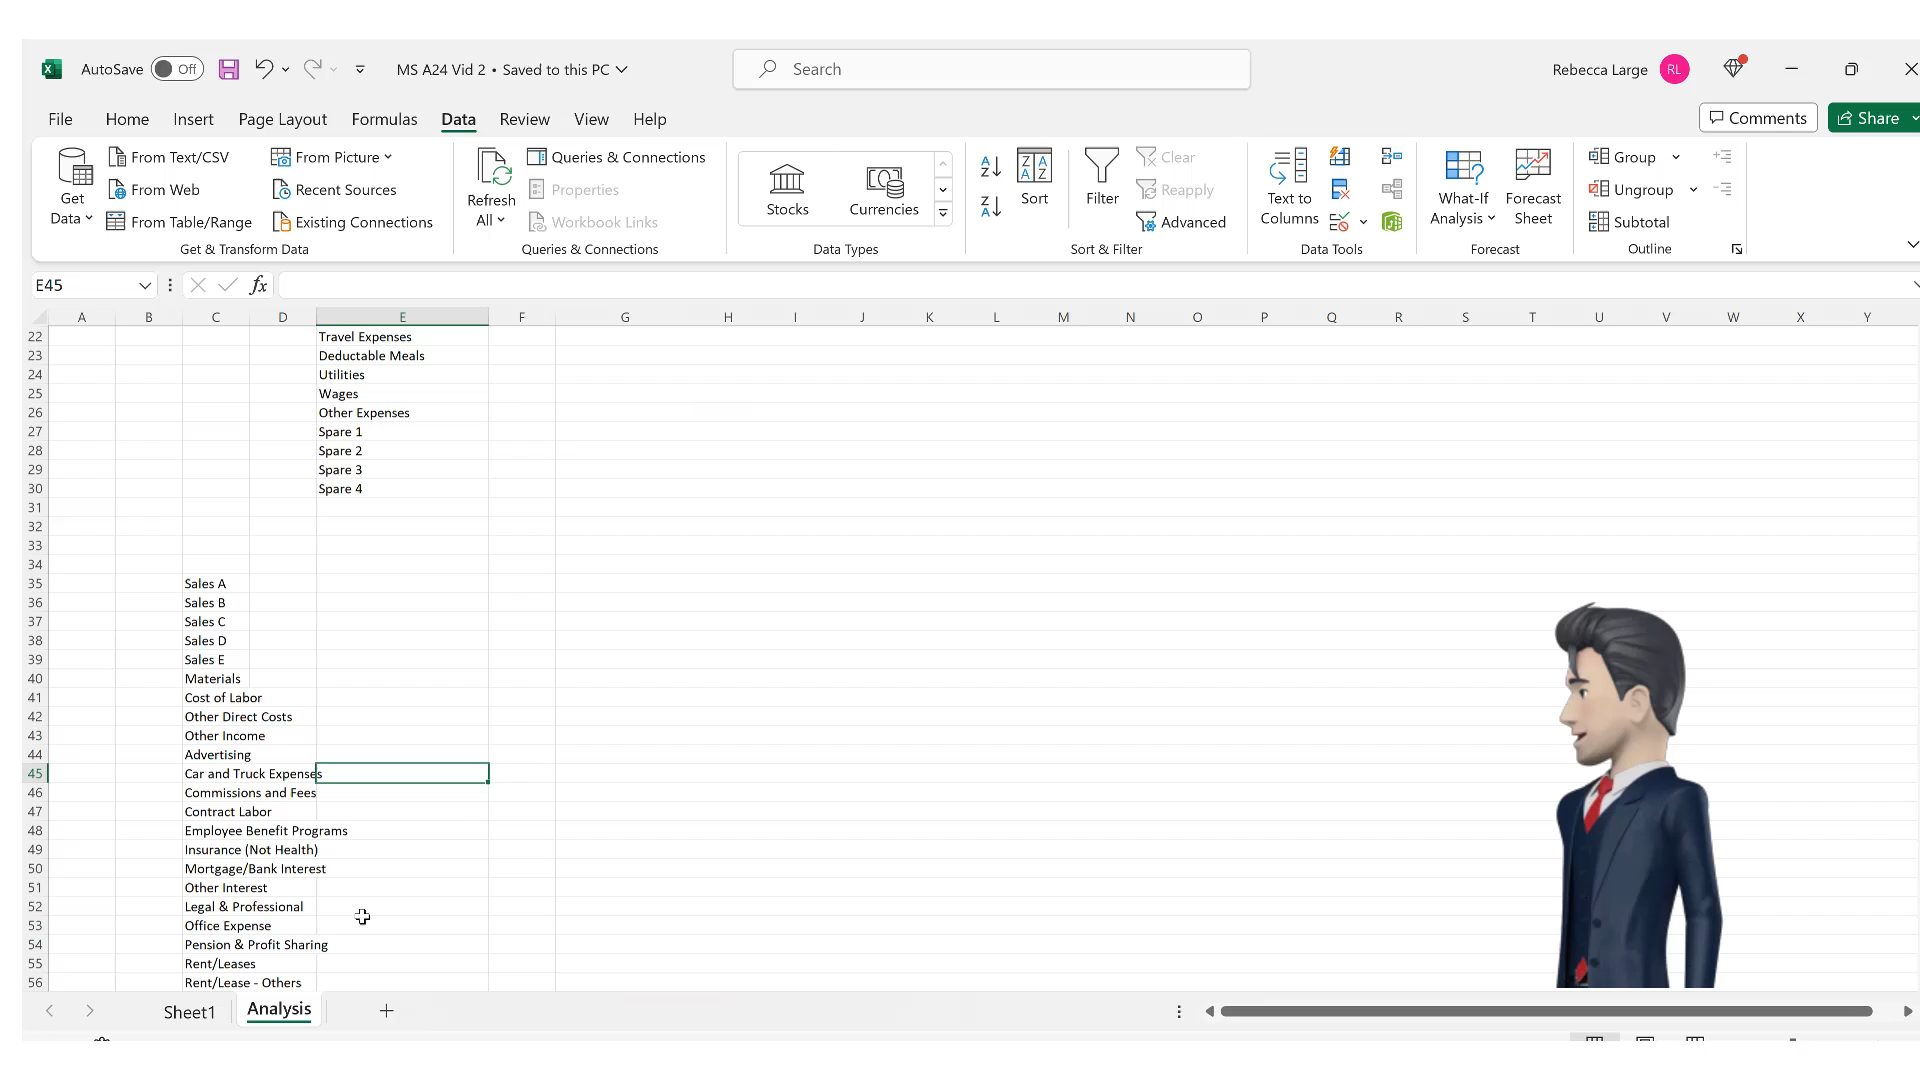 AutoSave Off MS A24 Vid 2 • Saved to this PC Search Rebecca Large RL
File Home Insert Page Layout Formulas Data Review View Help Comments Share
Get Data
From Text/CSV
From Web
From Table/Range
From Picture
Recent Sources
Existing Connections
Get & Transform Data
Refresh All
Queries & Connections
Properties
Workbook Links
Queries & Connections
Stocks
Currencies
Data Types
Sort
Filter
Clear
Reapply
Advanced
Sort & Filter
Text to Columns
Data Tools
What-If Analysis
Forecast Sheet
Forecast
Group
Ungroup
Subtotal
Outline
E45 fx
A B C D E F G H I J K L M N O P Q R S T U V W X Y
22 Travel Expenses
23 Deductable Meals
24 Utilities
25 Wages
26 Other Expenses
27 Spare 1
28 Spare 2
29 Spare 3
30 Spare 4
31
32
33
34
35 Sales A
36 Sales B
37 Sales C
38 Sales D
39 Sales E
40 Materials
41 Cost of Labor
42 Other Direct Costs
43 Other Income
44 Advertising
45 Car and Truck Expenses
46 Commissions and Fees
47 Contract Labor
48 Employee Benefit Programs
49 Insurance (Not Health)
50 Mortgage/Bank Interest
51 Other Interest
52 Legal & Professional
53 Office Expense
54 Pension & Profit Sharing
55 Rent/Leases
56 Rent/Lease - Others
Sheet1 Analysis